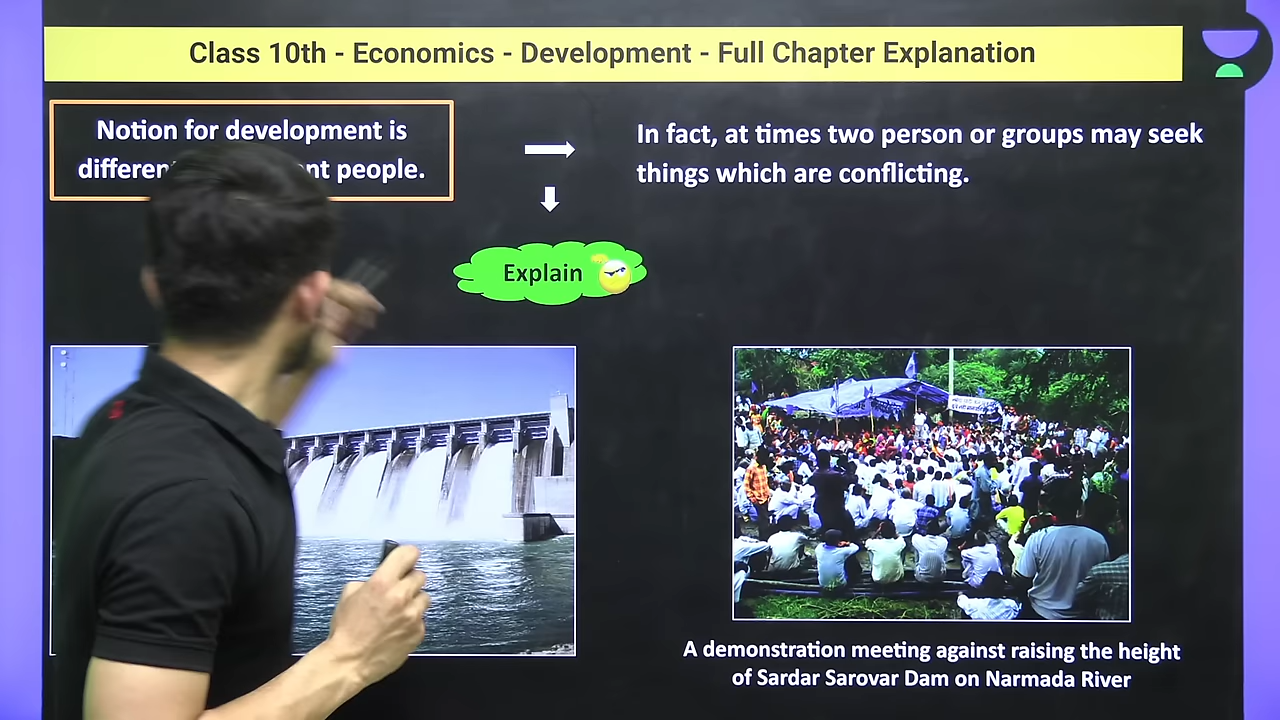 Class 10th - Economics - Development - Full Chapter Explanation
Notion for development is
people.
In fact, at times two person or groups may seek
things which are conflicting.
Explain
A demonstration meeting against raising the height
of Sardar Sarovar Dam on Narmada River